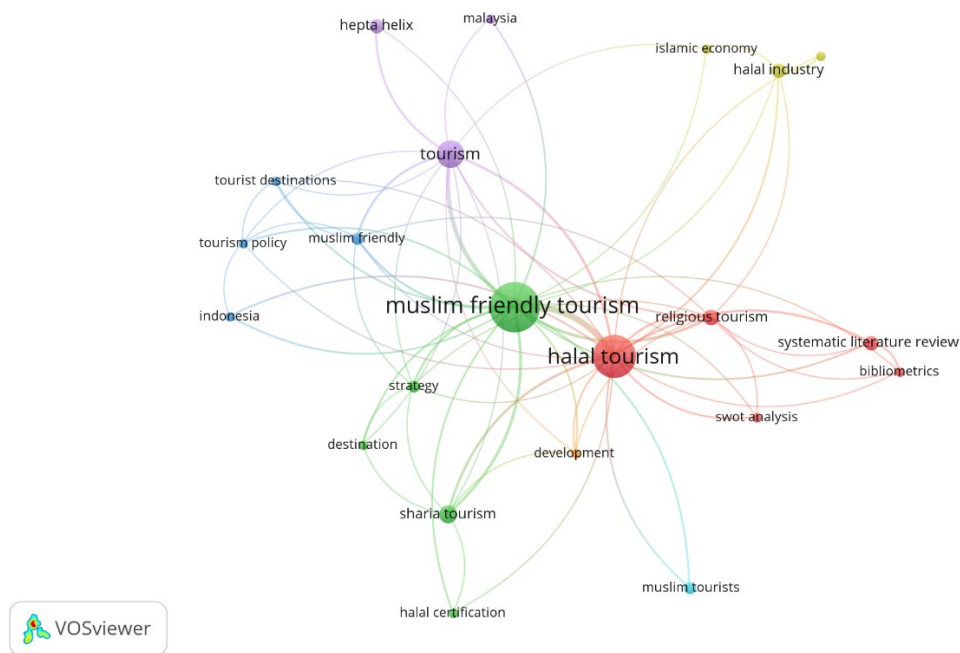 hepta helix
malaysia
islamic economy
halal industry
tourism
tourist destinations
tourism policy
muslim friendly
muslim friendly tourism
indonesia
religious tourism
systematic literature review
halal tourism
bibliometrics
strategy
swot analysis
destination
development
sharia tourism
muslim tourists
halal certification
VOSviewer